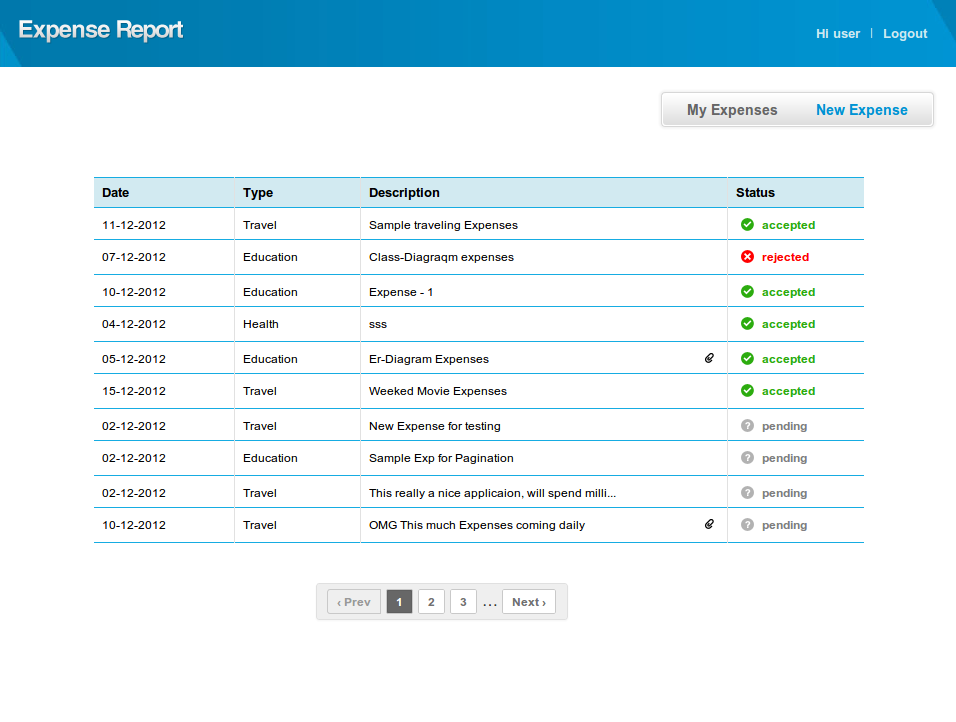 Expense Report
Hi user | Logout
My Expenses New Expense
Date Type Description Status
11-12-2012 Travel Sample traveling Expenses accepted
07-12-2012 Education Class-Diagraqm expenses rejected
10-12-2012 Education Expense - 1 accepted
04-12-2012 Health sss accepted
05-12-2012 Education Er-Diagram Expenses accepted
15-12-2012 Travel Weeked Movie Expenses accepted
02-12-2012 Travel New Expense for testing ? pending
02-12-2012 Education Sample Exp for Pagination ? pending
02-12-2012 Travel This really a nice applicaion, will spend milli... ? pending
10-12-2012 Travel OMG This much Expenses coming daily ? pending
‹ Prev 1 2 3 ... Next ›